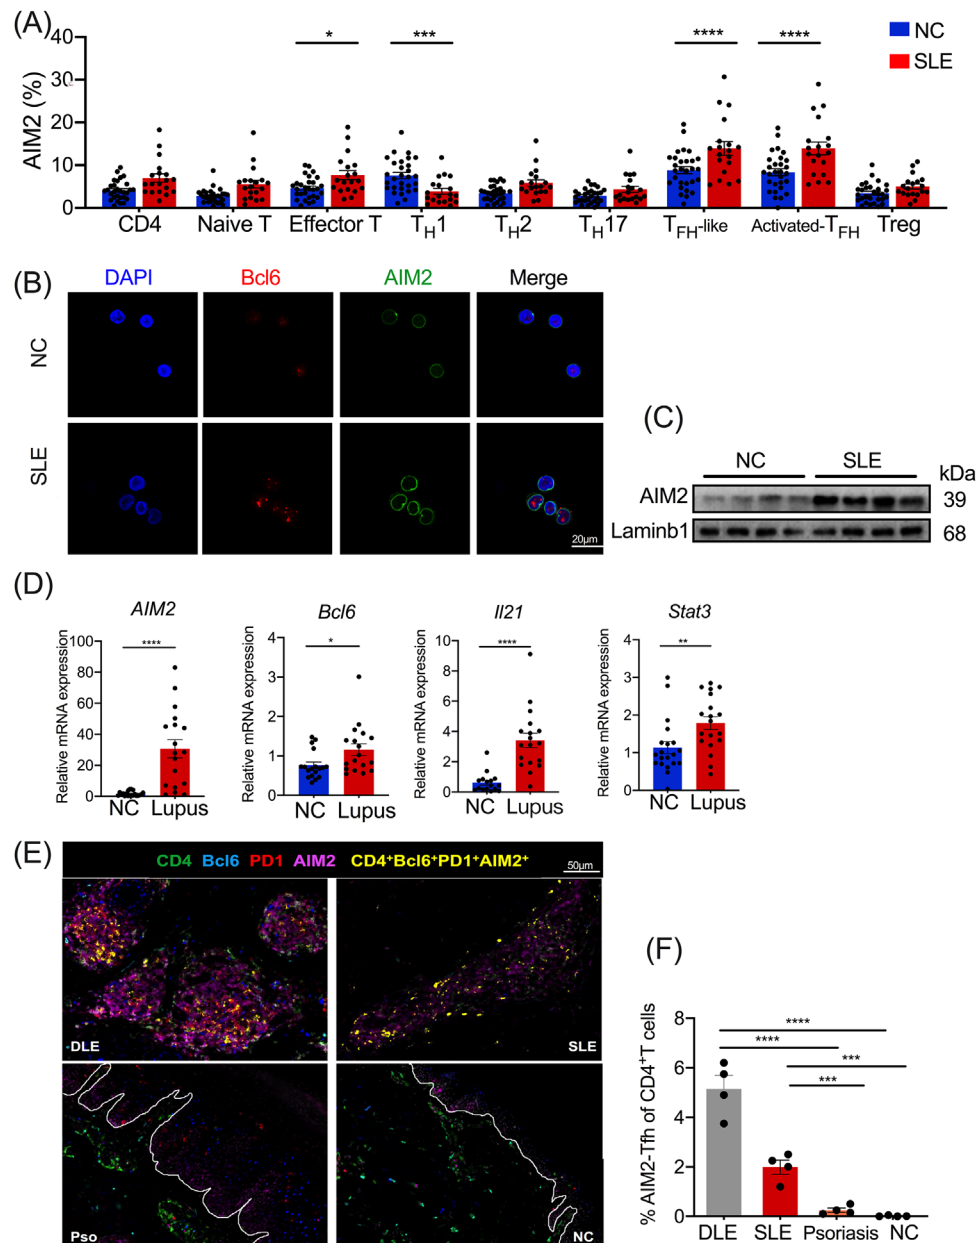 (A)
AIM2 (%)
40
30
20
10
0
* *** **** ****
NC
SLE
CD4 Naive T Effector T TH1 TH2 TH17 TFH-like Activated-TFH Treg
(B)
DAPI Bcl6 AIM2 Merge
NC
SLE
20μm
(C)
NC SLE kDa
AIM2 39
Laminb1 68
(D)
AIM2
Relative mRNA expression
100
80
60
40
20
0
****
NC Lupus
Bcl6
Relative mRNA expression
4
3
2
1
0
*
NC Lupus
Il21
Relative mRNA expression
10
8
6
4
2
0
****
NC Lupus
Stat3
Relative mRNA expression
4
3
2
1
0
**
NC Lupus
(E)
CD4 Bcl6 PD1 AIM2 CD4⁺Bcl6⁺PD1⁺AIM2⁺
50μm
DLE SLE
Pso NC
(F)
% AIM2-Tfh of CD4⁺T cells
8
6
4
2
0
****
****
***
***
DLE SLE Psoriasis NC